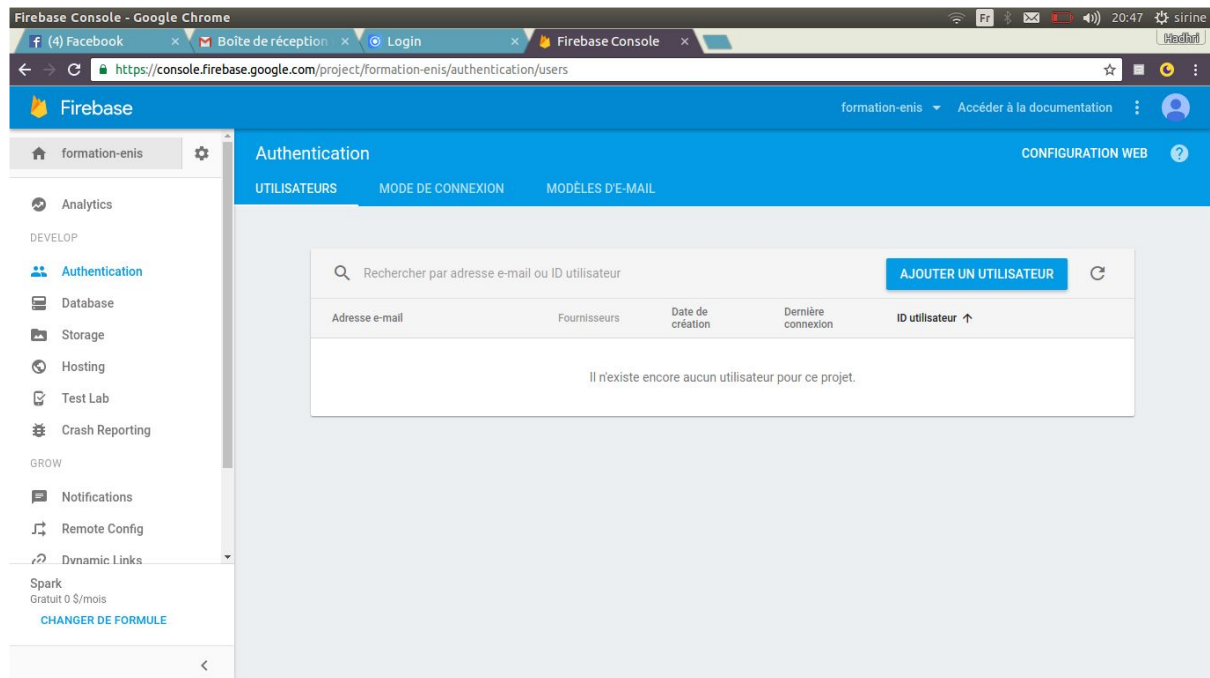 Firebase Console - Google Chrome
Fr
20:47
sirine
(4) Facebook
Boîte de réception
Login
Firebase Console
Hadhri
https://console.firebase.google.com/project/formation-enis/authentication/users
Firebase
formation-enis
Accéder à la documentation
formation-enis
Authentication
CONFIGURATION WEB
UTILISATEURS
MODE DE CONNEXION
MODÈLES D'E-MAIL
Analytics
DEVELOP
Authentication
Database
Storage
Hosting
Test Lab
Crash Reporting
GROW
Notifications
Remote Config
Dynamic Links
Spark
Gratuit 0 $/mois
CHANGER DE FORMULE
Rechercher par adresse e-mail ou ID utilisateur
AJOUTER UN UTILISATEUR
Adresse e-mail
Fournisseurs
Date de
création
Dernière
connexion
ID utilisateur
Il n'existe encore aucun utilisateur pour ce projet.